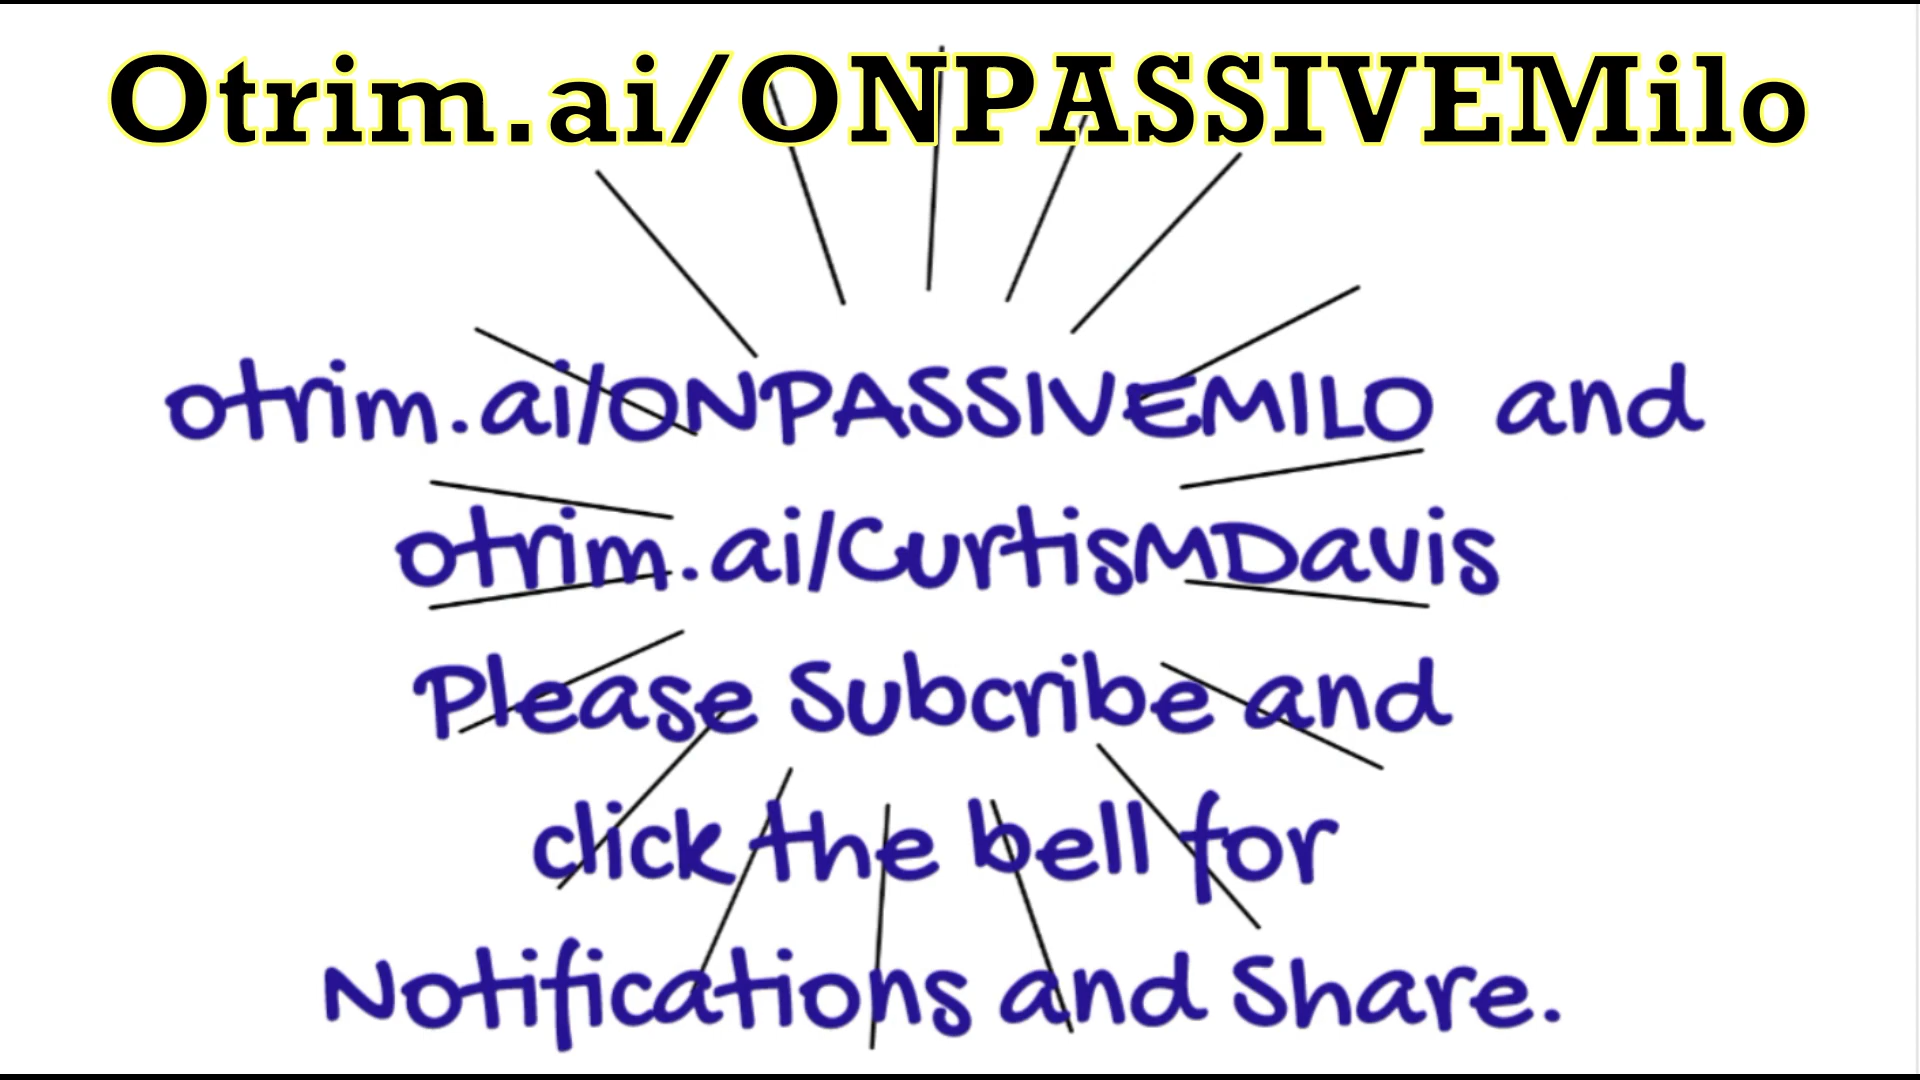 Otrim.ai/ONPASSIVEMilo
otrim.ai/ONPASSIVEMILO and
otrim.ai/CurtisMDavis
Please Subcribe and
click the bell for
Notifications and Share.